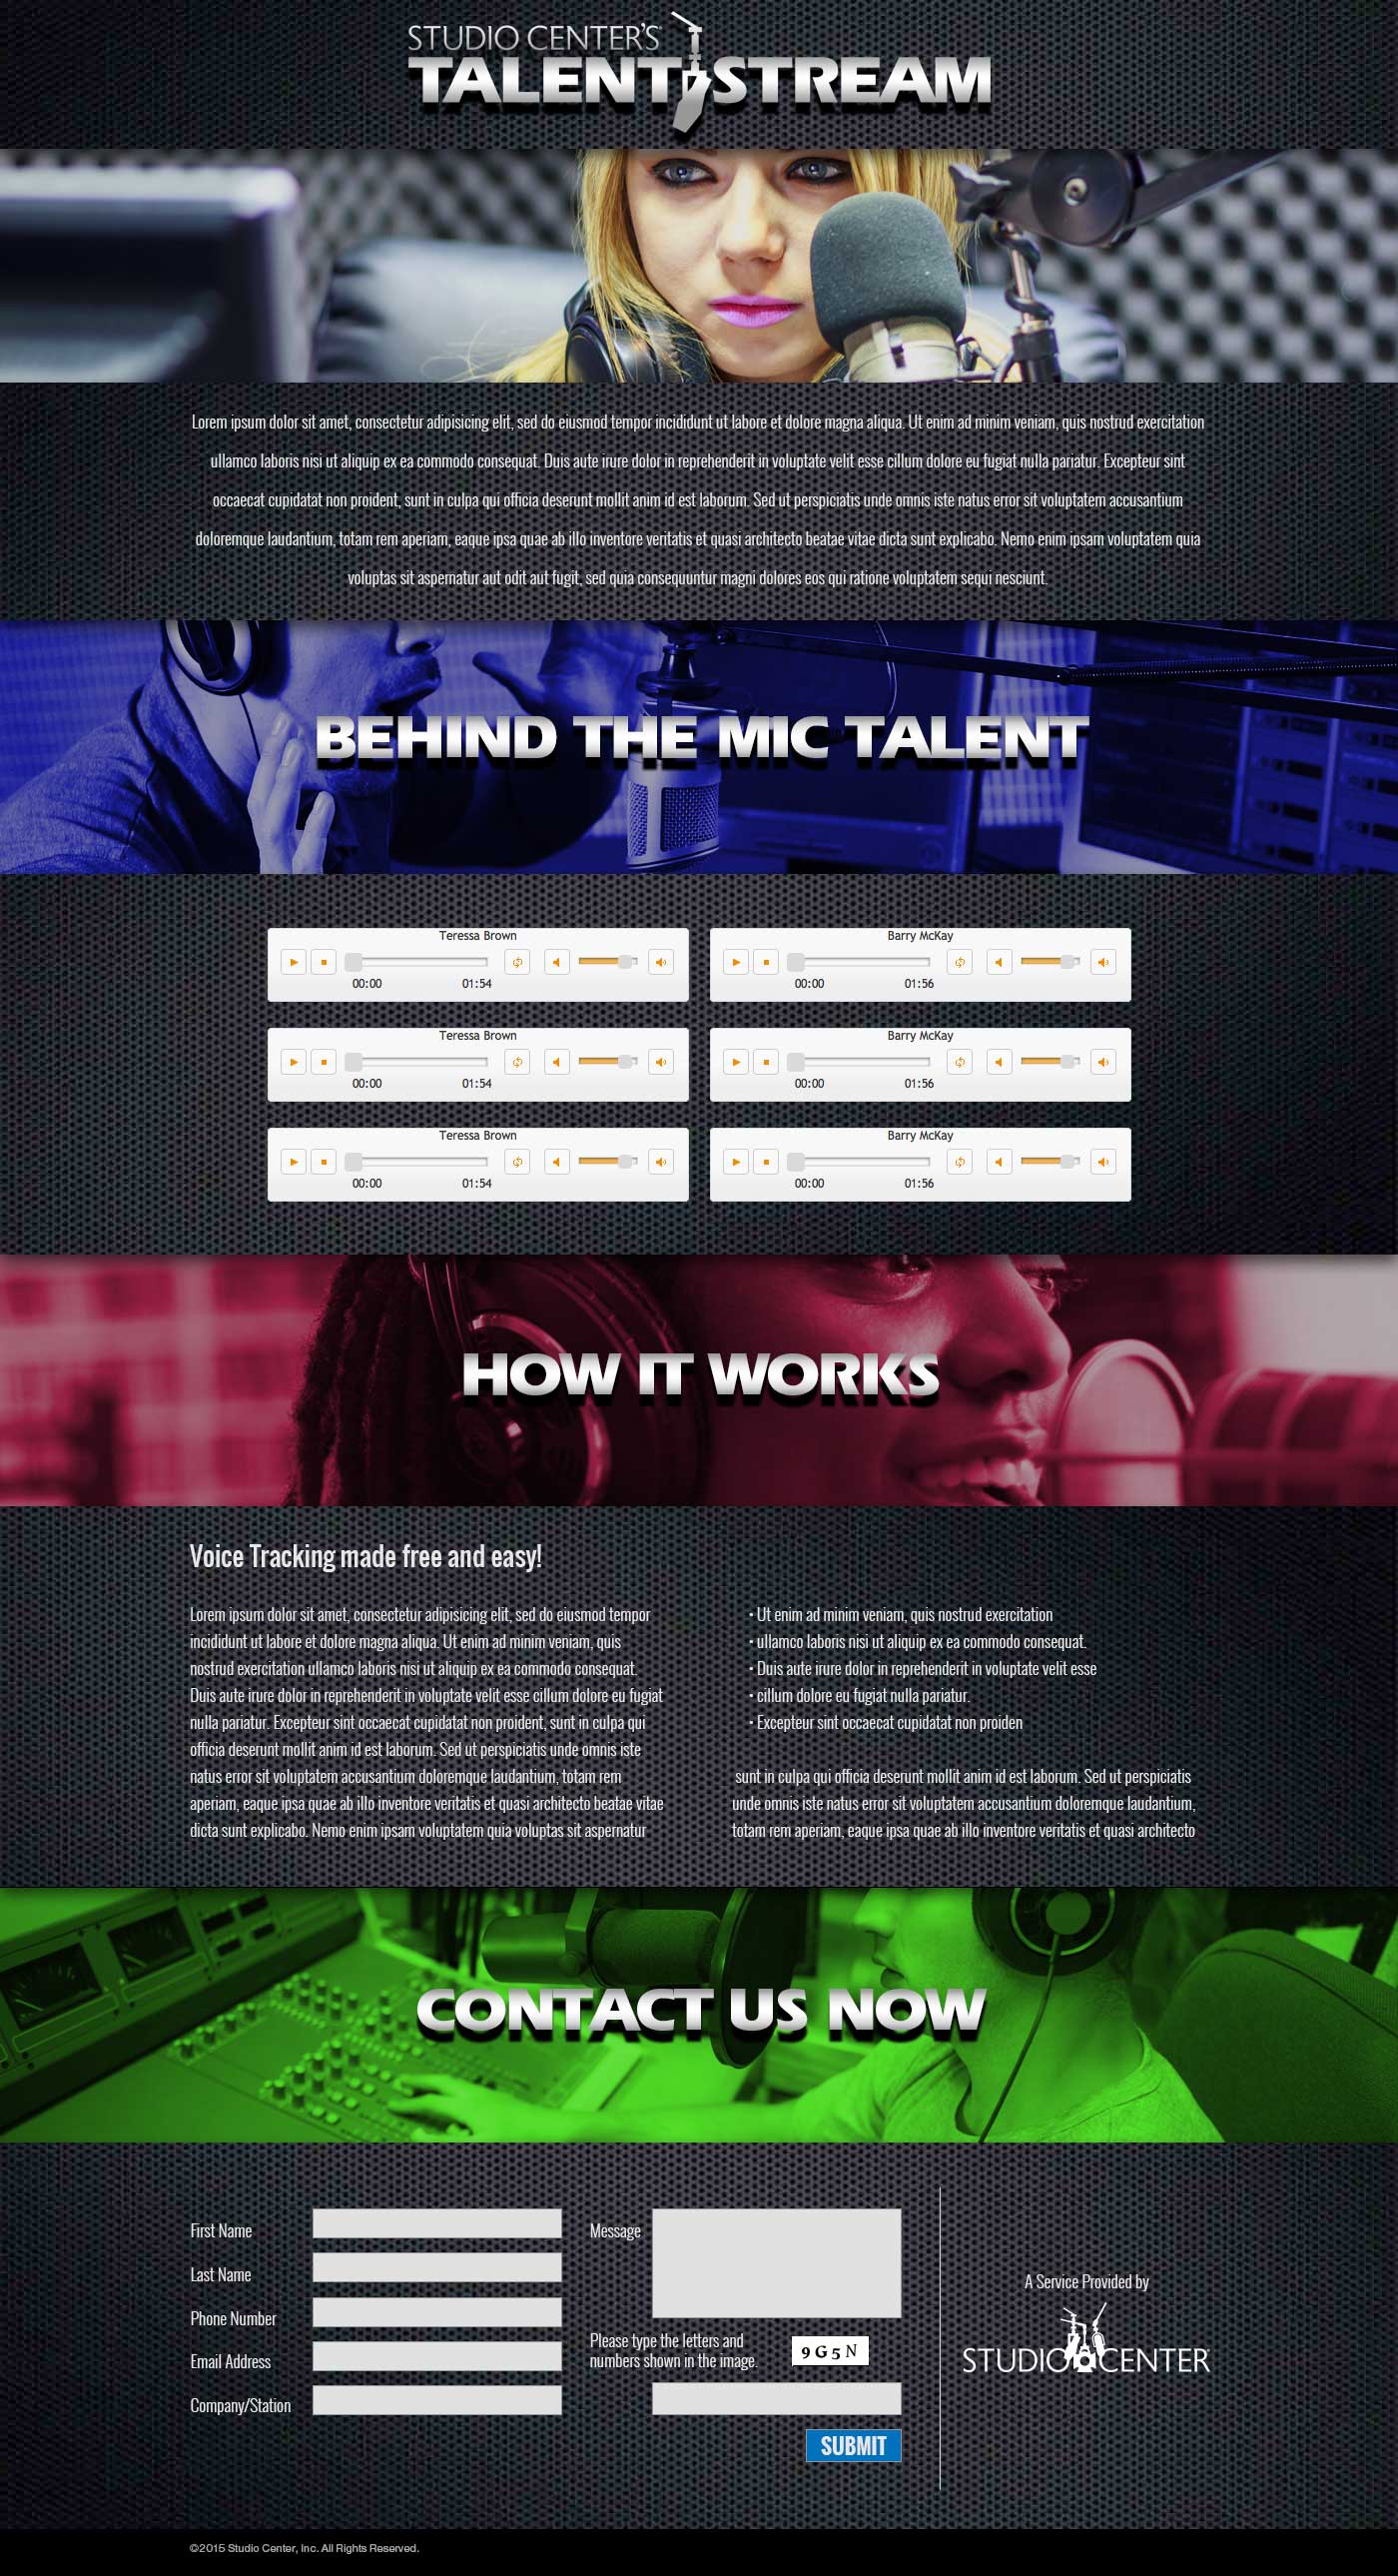 STUDIO CENTER'S
TALENT STREAM
Lorem ipsum dolor sit amet, consectetur adipisicing elit, sed do eiusmod tempor incididunt ut labore et dolore magna aliqua. Ut enim ad minim veniam, quis nostrud exercitation
ullamco laboris nisi ut aliquip ex ea commodo consequat. Duis aute irure dolor in reprehenderit in voluptate velit esse cillum dolore eu fugiat nulla pariatur. Excepteur sint
occaecat cupidatat non proident, sunt in culpa qui officia deserunt mollit anim id est laborum. Sed ut perspiciatis unde omnis iste natus error sit voluptatem accusantium
doloremque laudantium, totam rem aperiam, eaque ipsa quae ab illo inventore veritatis et quasi architecto beatae vitae dicta sunt explicabo. Nemo enim ipsam voluptatem quia
voluptas sit aspernatur aut odit aut fugit, sed quia consequuntur magni dolores eos qui ratione voluptatem sequi nesciunt.
BEHIND THE MIC TALENT
Teressa Brown
00:00 01:54
Barry McKay
00:00 01:56
Teressa Brown
00:00 01:54
Barry McKay
00:00 01:56
Teressa Brown
00:00 01:54
Barry McKay
00:00 01:56
HOW IT WORKS
Voice Tracking made free and easy!
Lorem ipsum dolor sit amet, consectetur adipisicing elit, sed do eiusmod tempor
incididunt ut labore et dolore magna aliqua. Ut enim ad minim veniam, quis
nostrud exercitation ullamco laboris nisi ut aliquip ex ea commodo consequat.
Duis aute irure dolor in reprehenderit in voluptate velit esse cillum dolore eu fugiat
nulla pariatur. Excepteur sint occaecat cupidatat non proident, sunt in culpa qui
officia deserunt mollit anim id est laborum. Sed ut perspiciatis unde omnis iste
natus error sit voluptatem accusantium doloremque laudantium, totam rem
aperiam, eaque ipsa quae ab illo inventore veritatis et quasi architecto beatae vitae
dicta sunt explicabo. Nemo enim ipsam voluptatem quia voluptas sit aspernatur
• Ut enim ad minim veniam, quis nostrud exercitation
• ullamco laboris nisi ut aliquip ex ea commodo consequat.
• Duis aute irure dolor in reprehenderit in voluptate velit esse
• cillum dolore eu fugiat nulla pariatur.
• Excepteur sint occaecat cupidatat non proiden
sunt in culpa qui officia deserunt mollit anim id est laborum. Sed ut perspiciatis
unde omnis iste natus error sit voluptatem accusantium doloremque laudantium,
totam rem aperiam, eaque ipsa quae ab illo inventore veritatis et quasi architecto
CONTACT US NOW
First Name
Last Name
Phone Number
Email Address
Company/Station
Message
Please type the letters and
numbers shown in the image.
9G5N
SUBMIT
A Service Provided by
STUDIO CENTER
©2015 Studio Center, Inc. All Rights Reserved.